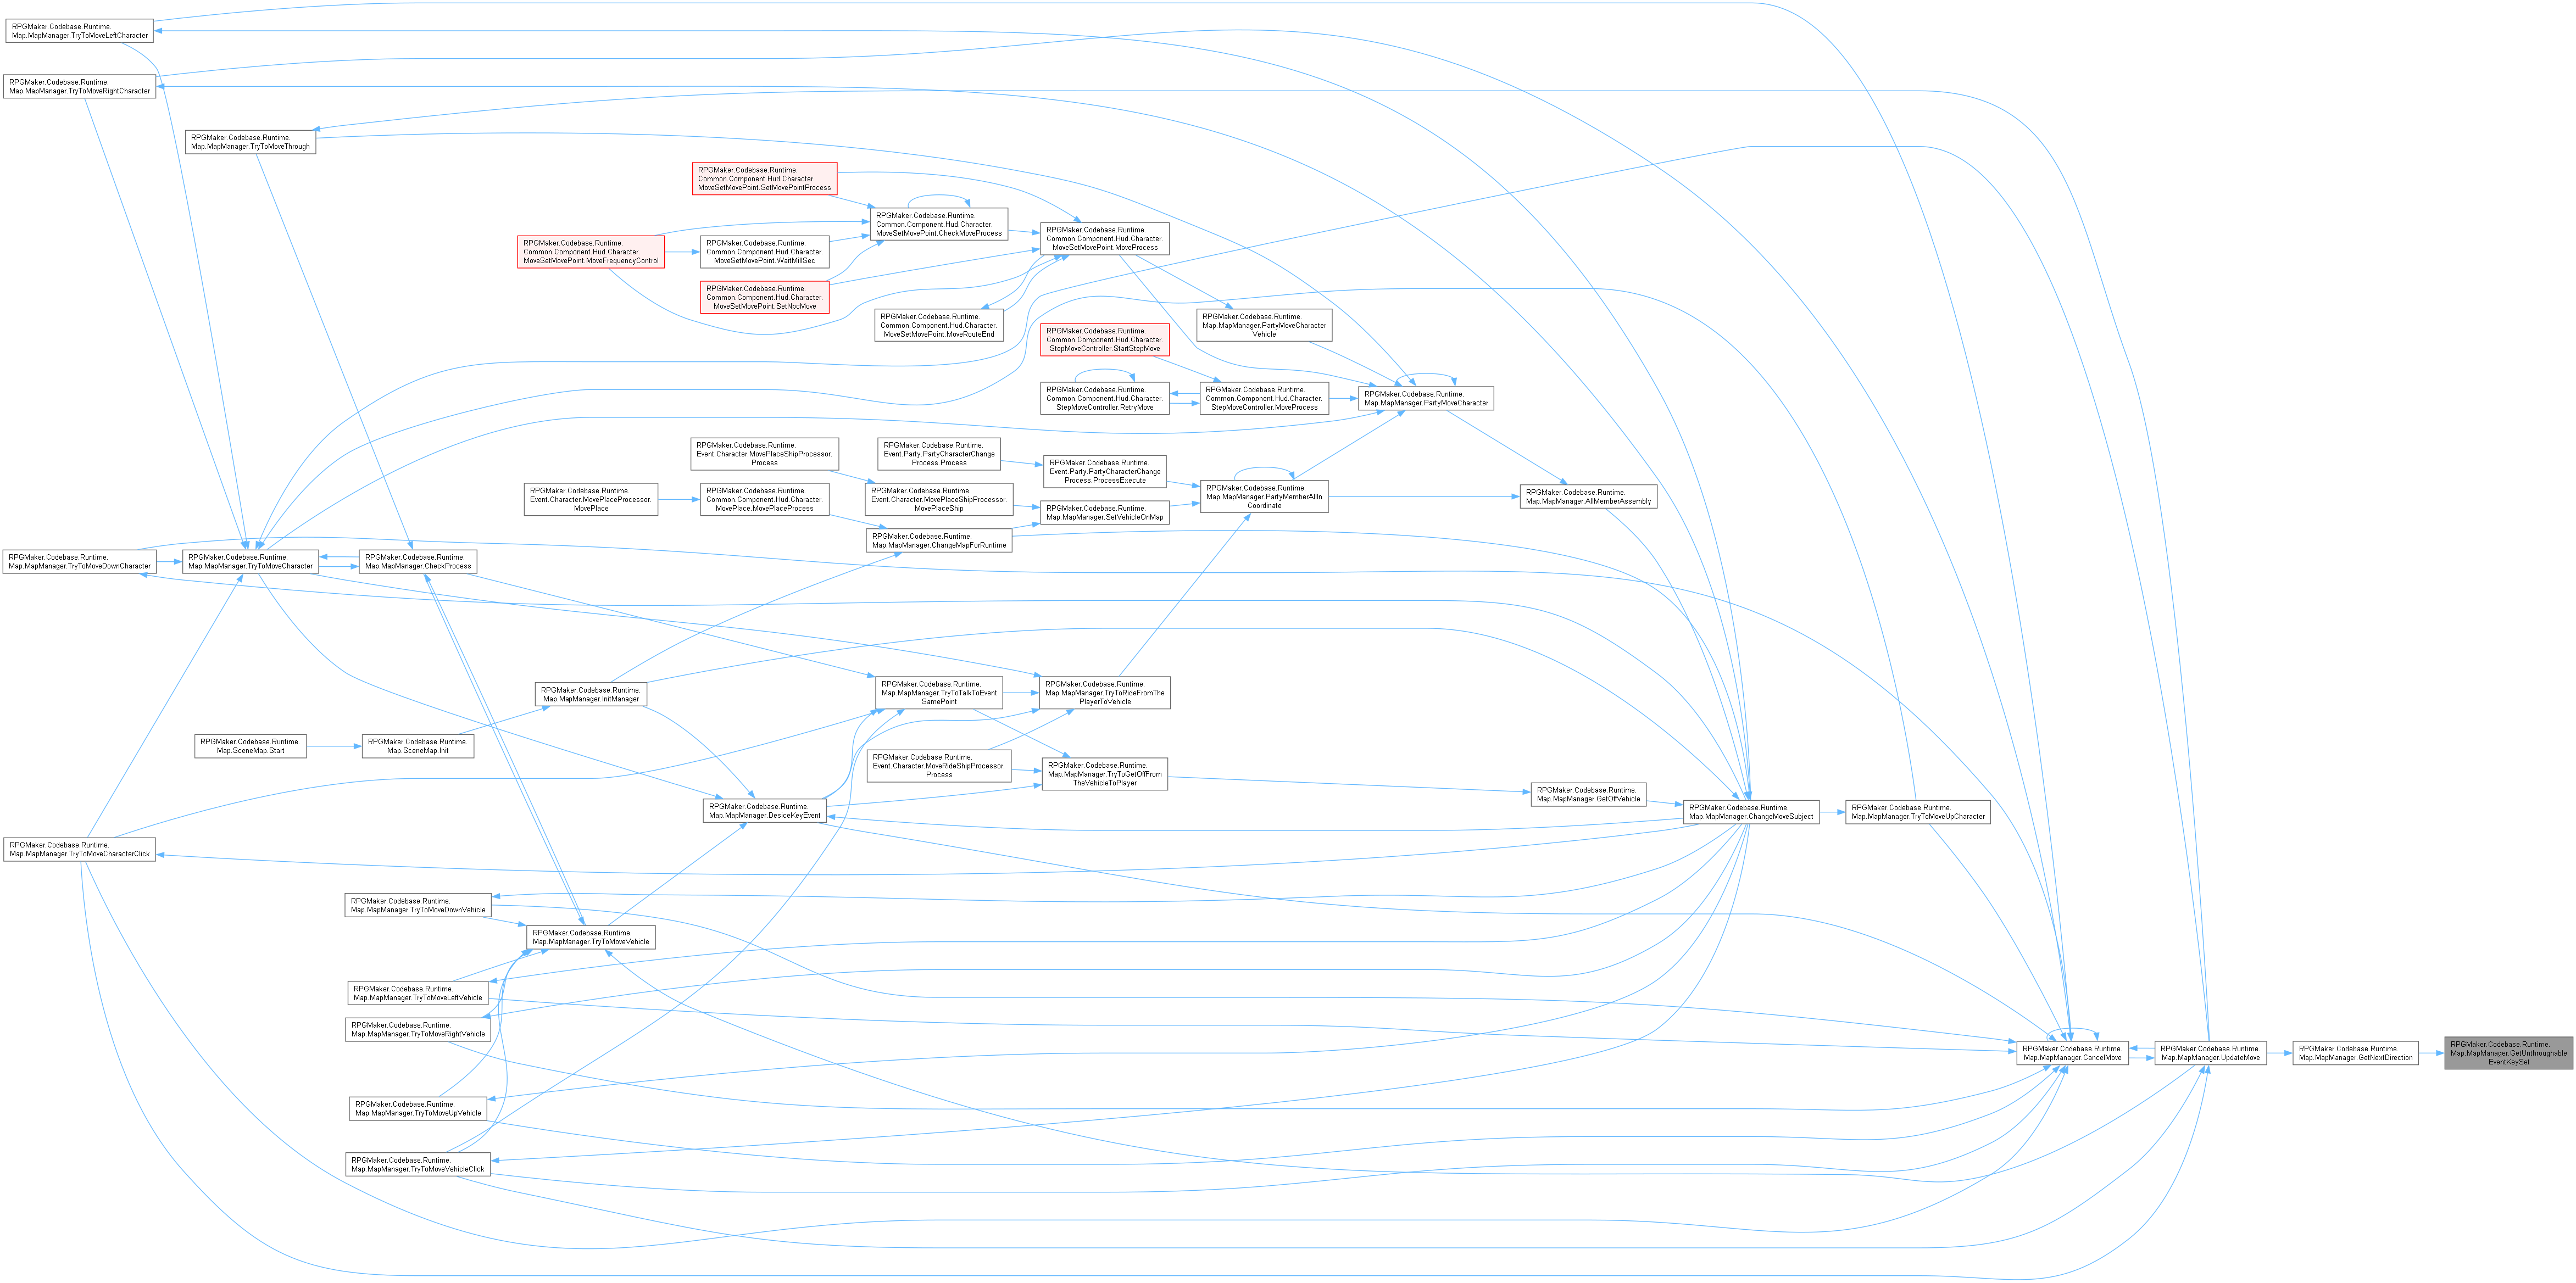 RPGMaker.Codebase.Runtime.
Map.MapManager.TryToMoveLeftCharacter
RPGMaker.Codebase.Runtime.
Map.MapManager.TryToMoveRightCharacter
RPGMaker.Codebase.Runtime.
Map.MapManager.TryToMoveThrough
RPGMaker.Codebase.Runtime.
Common.Component.Hud.Character.
MoveSetMovePoint.SetMovePointProcess
RPGMaker.Codebase.Runtime.
Common.Component.Hud.Character.
MoveSetMovePoint.CheckMoveProcess
RPGMaker.Codebase.Runtime.
Common.Component.Hud.Character.
MoveSetMovePoint.MoveProcess
RPGMaker.Codebase.Runtime.
Common.Component.Hud.Character.
MoveSetMovePoint.MoveFrequencyControl
RPGMaker.Codebase.Runtime.
Common.Component.Hud.Character.
MoveSetMovePoint.WaitMillSec
RPGMaker.Codebase.Runtime.
Common.Component.Hud.Character.
MoveSetMovePoint.SetNpcMove
RPGMaker.Codebase.Runtime.
Common.Component.Hud.Character.
MoveSetMovePoint.MoveRouteEnd
RPGMaker.Codebase.Runtime.
Map.MapManager.PartyMoveCharacter
Vehicle
RPGMaker.Codebase.Runtime.
Common.Component.Hud.Character.
StepMoveController.StartStepMove
RPGMaker.Codebase.Runtime.
Common.Component.Hud.Character.
StepMoveController.RetryMove
RPGMaker.Codebase.Runtime.
Common.Component.Hud.Character.
StepMoveController.MoveProcess
RPGMaker.Codebase.Runtime.
Map.MapManager.PartyMoveCharacter
RPGMaker.Codebase.Runtime.
Event.Character.MovePlaceShipProcessor.
Process
RPGMaker.Codebase.Runtime.
Event.Party.PartyCharacterChange
Process.Process
RPGMaker.Codebase.Runtime.
Event.Party.PartyCharacterChange
Process.ProcessExecute
RPGMaker.Codebase.Runtime.
Map.MapManager.PartyMemberAllIn
Coordinate
RPGMaker.Codebase.Runtime.
Map.MapManager.AllMemberAssembly
RPGMaker.Codebase.Runtime.
Event.Character.MovePlaceProcessor.
MovePlace
RPGMaker.Codebase.Runtime.
Common.Component.Hud.Character.
MovePlace.MovePlaceProcess
RPGMaker.Codebase.Runtime.
Event.Character.MovePlaceShipProcessor.
MovePlaceShip
RPGMaker.Codebase.Runtime.
Map.MapManager.SetVehicleOnMap
RPGMaker.Codebase.Runtime.
Map.MapManager.ChangeMapForRuntime
RPGMaker.Codebase.Runtime.
Map.MapManager.TryToMoveDownCharacter
RPGMaker.Codebase.Runtime.
Map.MapManager.TryToMoveCharacter
RPGMaker.Codebase.Runtime.
Map.MapManager.CheckProcess
RPGMaker.Codebase.Runtime.
Map.MapManager.InitManager
RPGMaker.Codebase.Runtime.
Map.MapManager.TryToTalkToEvent
SamePoint
RPGMaker.Codebase.Runtime.
Map.MapManager.TryToRideFromThe
PlayerToVehicle
RPGMaker.Codebase.Runtime.
Map.SceneMap.Start
RPGMaker.Codebase.Runtime.
Map.SceneMap.Init
RPGMaker.Codebase.Runtime.
Event.Character.MoveRideShipProcessor.
Process
RPGMaker.Codebase.Runtime.
Map.MapManager.TryToGetOffFrom
TheVehicleToPlayer
RPGMaker.Codebase.Runtime.
Map.MapManager.GetOffVehicle
RPGMaker.Codebase.Runtime.
Map.MapManager.DesiceKeyEvent
RPGMaker.Codebase.Runtime.
Map.MapManager.ChangeMoveSubject
RPGMaker.Codebase.Runtime.
Map.MapManager.TryToMoveUpCharacter
RPGMaker.Codebase.Runtime.
Map.MapManager.TryToMoveCharacterClick
RPGMaker.Codebase.Runtime.
Map.MapManager.TryToMoveDownVehicle
RPGMaker.Codebase.Runtime.
Map.MapManager.TryToMoveVehicle
RPGMaker.Codebase.Runtime.
Map.MapManager.TryToMoveLeftVehicle
RPGMaker.Codebase.Runtime.
Map.MapManager.TryToMoveRightVehicle
RPGMaker.Codebase.Runtime.
Map.MapManager.CancelMove
RPGMaker.Codebase.Runtime.
Map.MapManager.UpdateMove
RPGMaker.Codebase.Runtime.
Map.MapManager.GetNextDirection
RPGMaker.Codebase.Runtime.
Map.MapManager.GetUnthroughable
EventKeySet
RPGMaker.Codebase.Runtime.
Map.MapManager.TryToMoveUpVehicle
RPGMaker.Codebase.Runtime.
Map.MapManager.TryToMoveVehicleClick